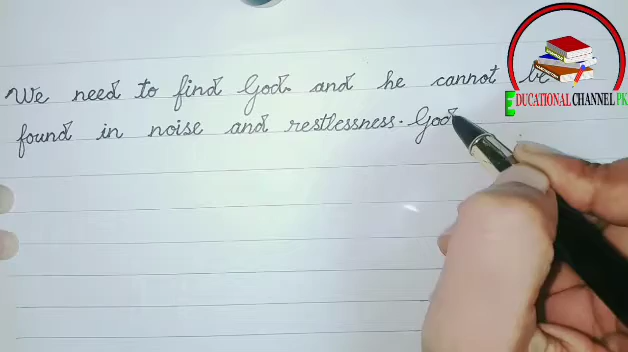 We need to find God. and he cannot be
found in noise and restlessness. God
EDUCATIONAL CHANNEL PK